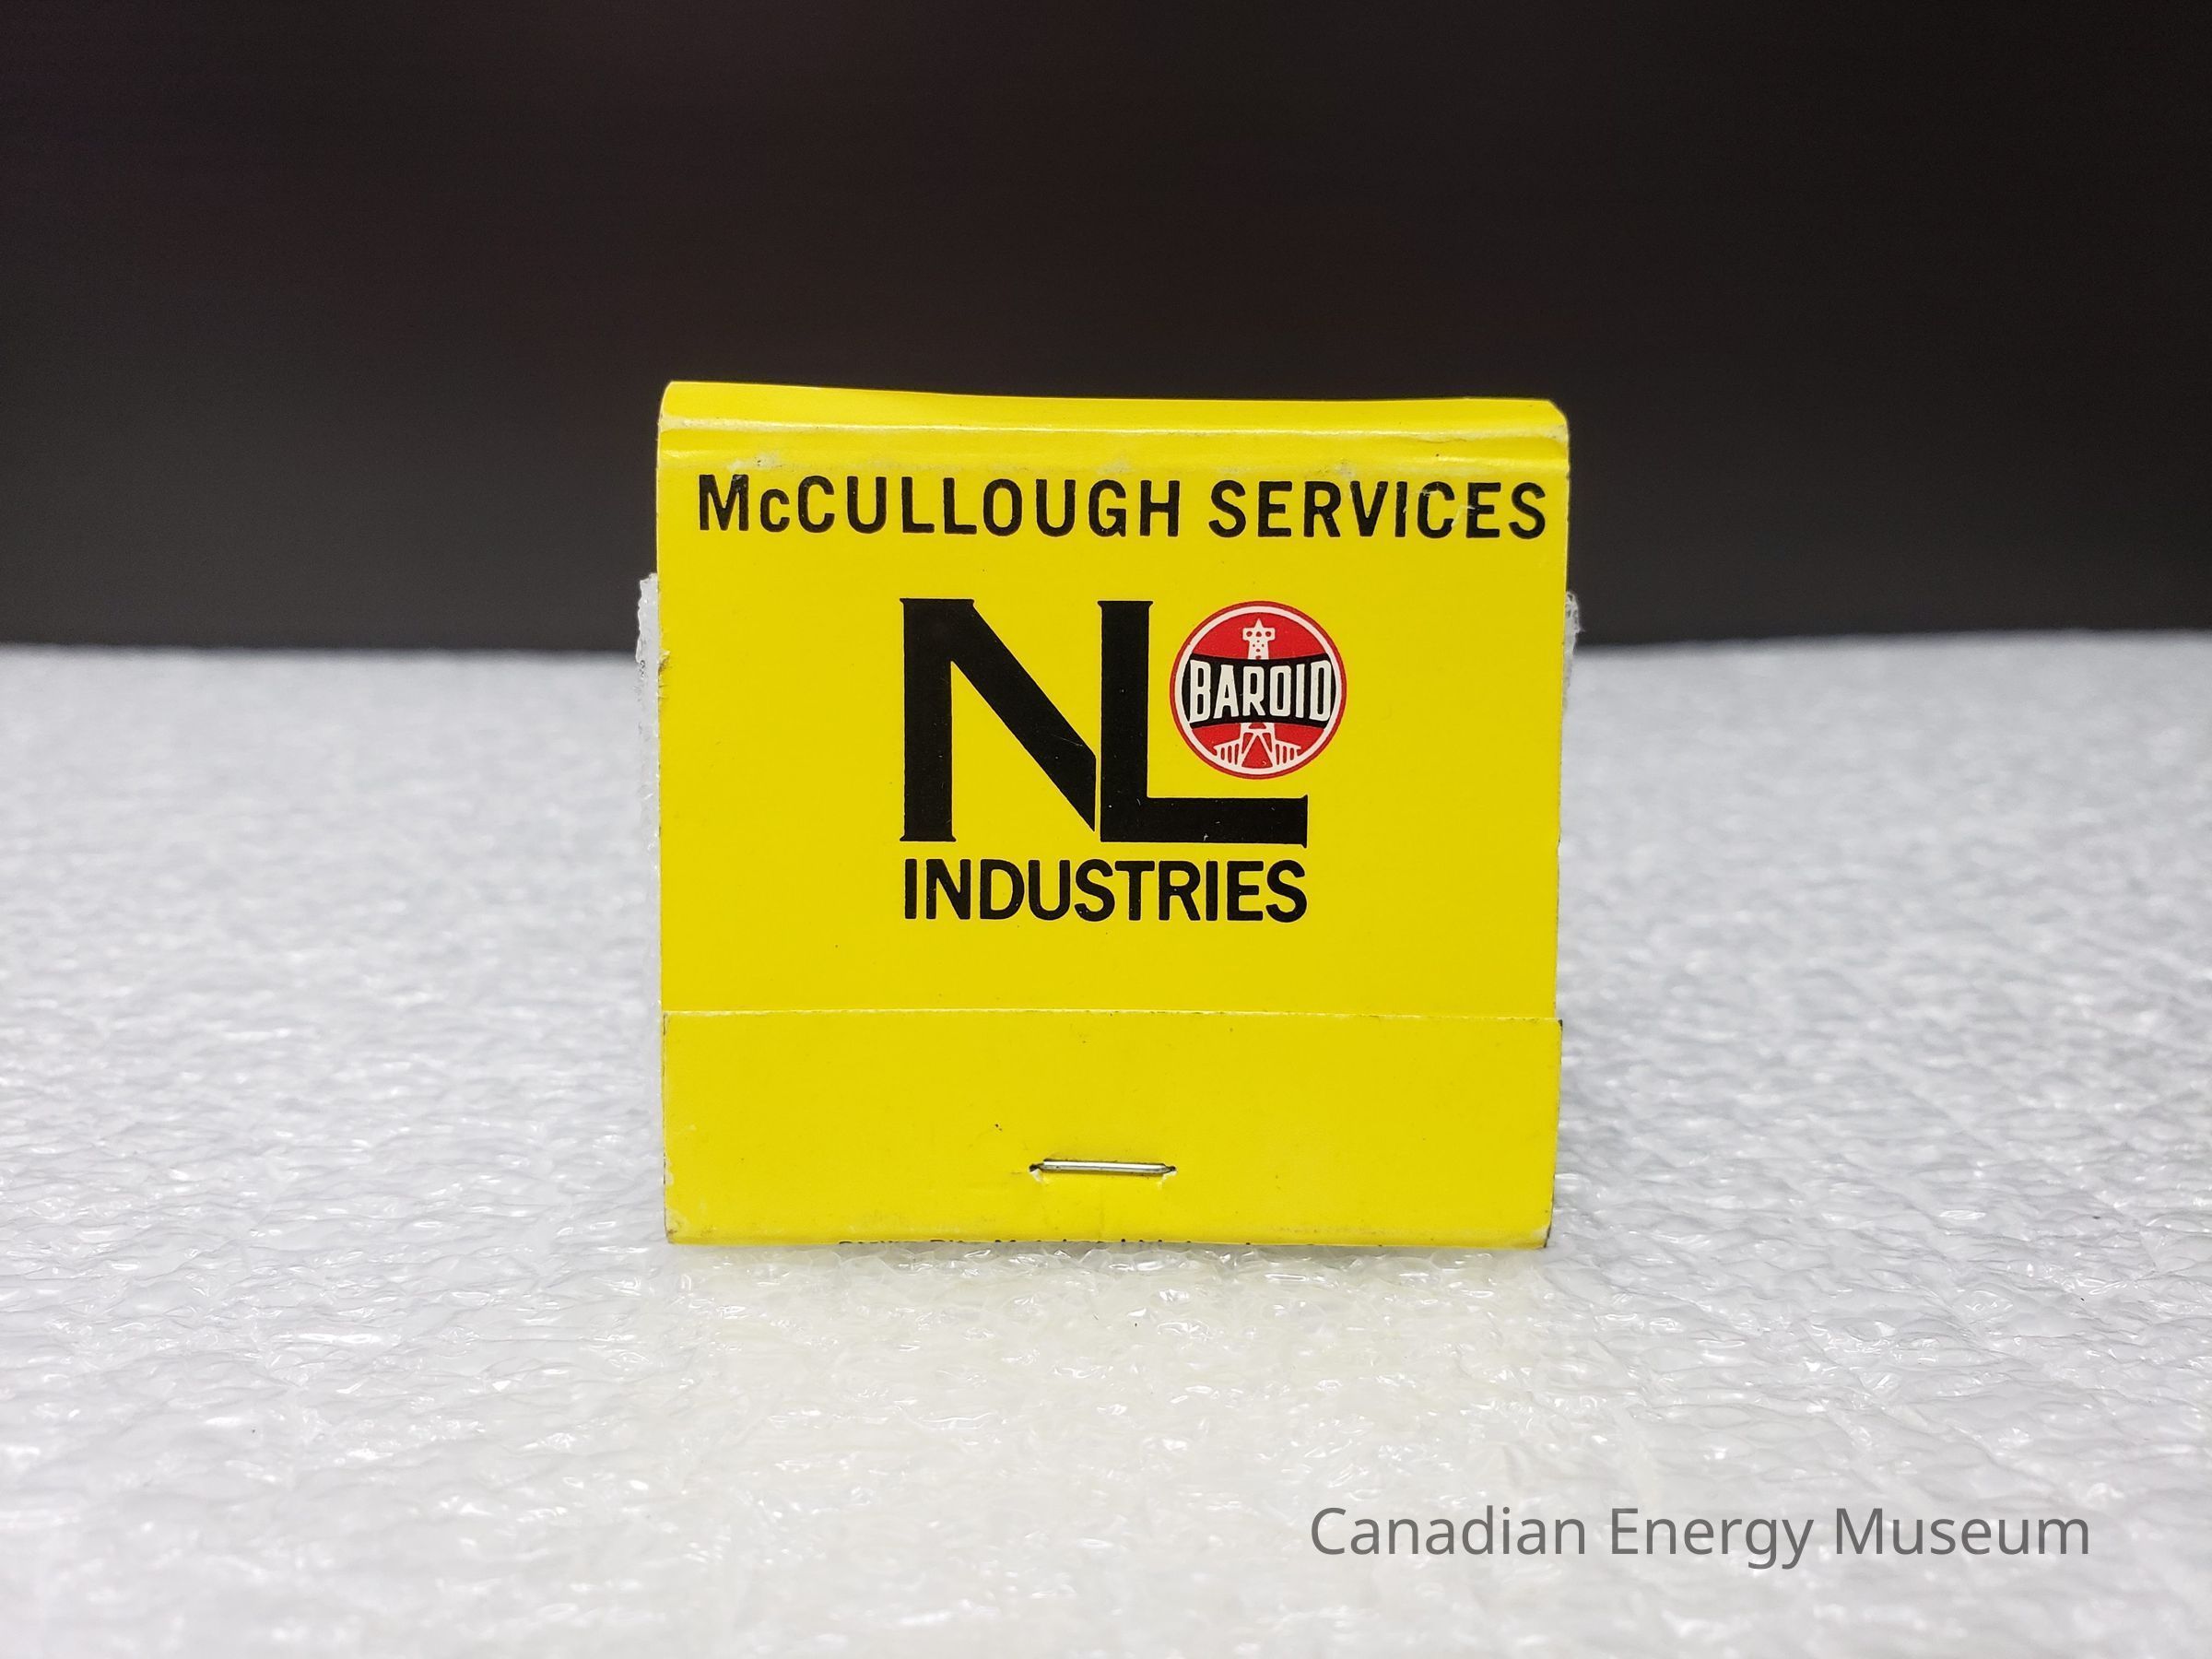 McCULLOUGH SERVICES
NL
BAROID
INDUSTRIES
Canadian Energy Museum